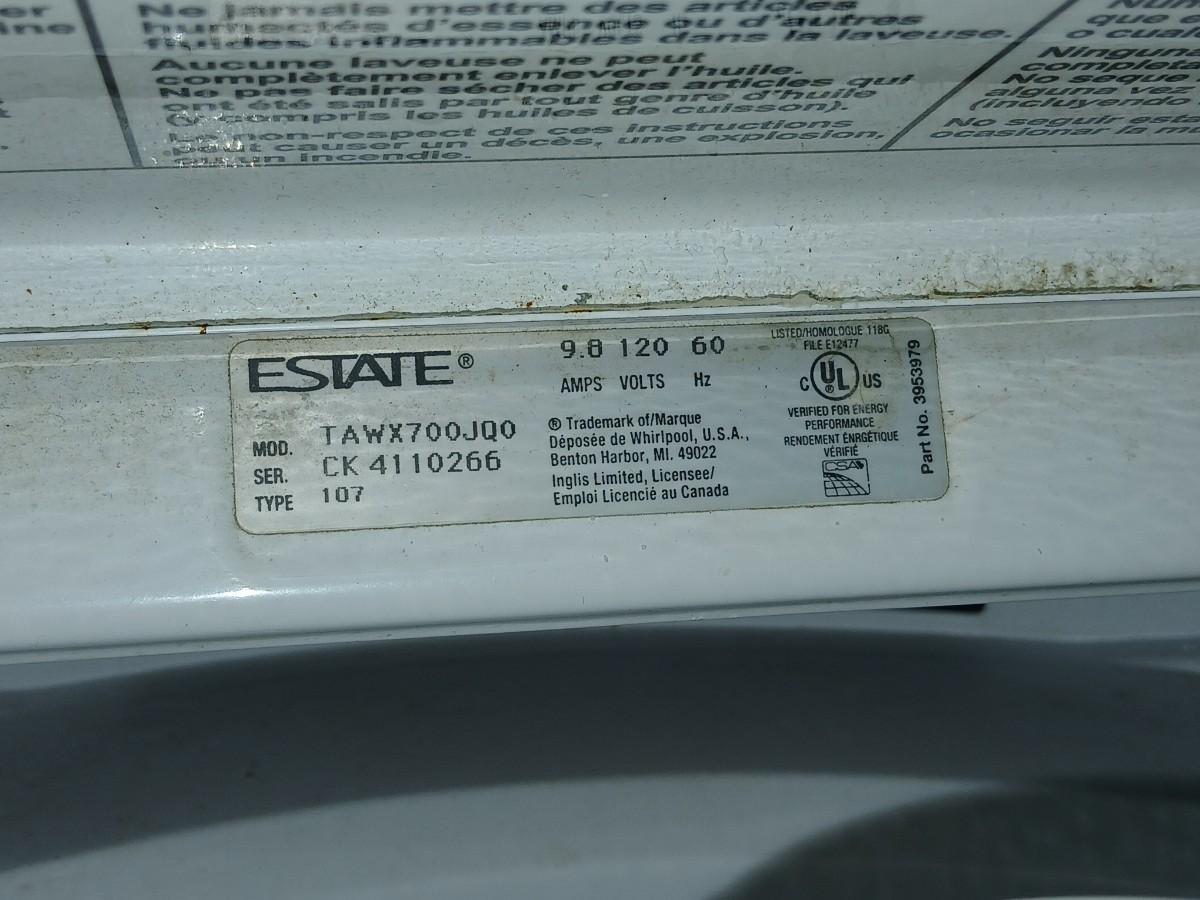 er
ine
Ne jamais mettre des articles
humectés d'essence ou d'autres
fluides inflammables dans la laveuse.
Aucune laveuse ne peut
complètement enlever l'huile.
Ne pas faire sécher des articles qui
ont été salis par tout genre d'huile
(y compris les huiles de cuisson).
Le non-respect de ces instructions
peut causer un décès, une explosion,
ou un incendie.
que e
o cual
Ninguna
completa
No seque
alguna vez
(incluyendo
No seguir esta
ocasionar la mu
ESTATE®
MOD. TAWX700JQ0
SER. CK 4110266
TYPE 107
9.8 120 60
AMPS VOLTS Hz
® Trademark of/Marque
Déposée de Whirlpool, U.S.A.,
Benton Harbor, MI. 49022
Inglis Limited, Licensee/
Emploi Licencié au Canada
LISTED/HOMOLOGUE 118G
FILE E12477
C UL® US
VERIFIED FOR ENERGY
PERFORMANCE
RENDEMENT ÉNRGÉTIQUE
VÉRIFIÉ
CSA
Part No. 3953979